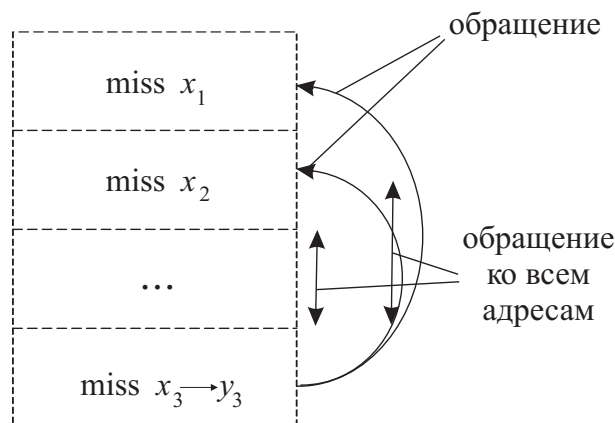 обращение
miss x₁
miss x₂
обращение
ко всем
адресам
...
miss x₃ → y₃